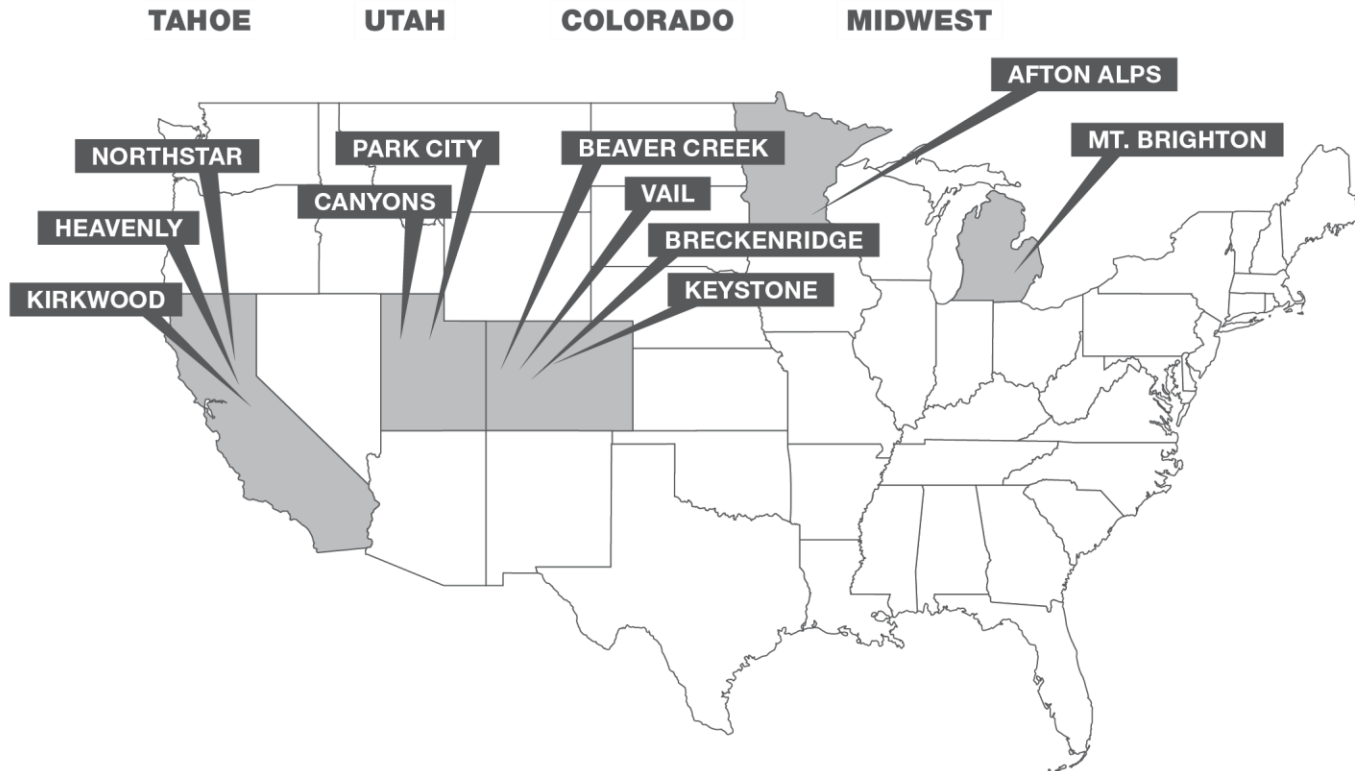 TAHOE UTAH COLORADO MIDWEST
AFTON ALPS
MT. BRIGHTON
NORTHSTAR
PARK CITY
BEAVER CREEK
CANYONS
VAIL
HEAVENLY
BRECKENRIDGE
KIRKWOOD
KEYSTONE